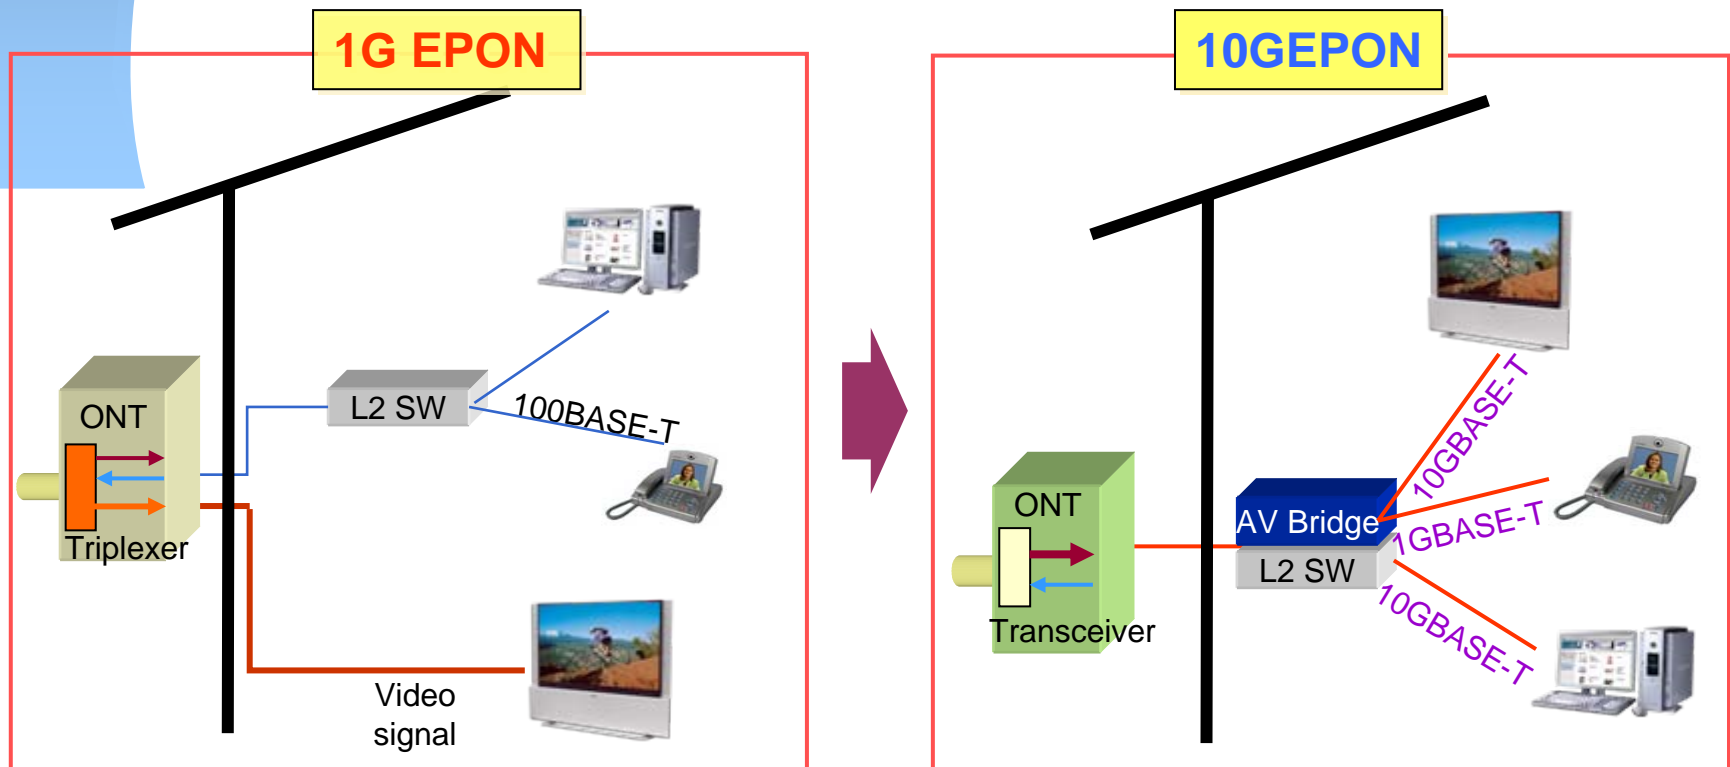 1G EPON
ONT
Triplexer
L2 SW
100BASE-T
Video
signal
10GEPON
ONT
Transceiver
AV Bridge
L2 SW
10GBASE-T
1GBASE-T
10GBASE-T